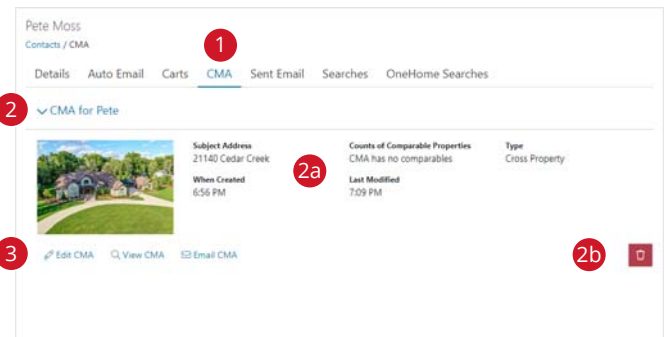 Pete Moss
Contacts / CMA
1
Details Auto Email Carts CMA Sent Email Searches OneHome Searches
2
CMA for Pete
Subject Address Counts of Comparable Properties Type
21140 Cedar Creek 2a CMA has no comparables Cross Property
When Created Last Modified
6:56 PM 7:09 PM
3 Edit CMA View CMA Email CMA 2b